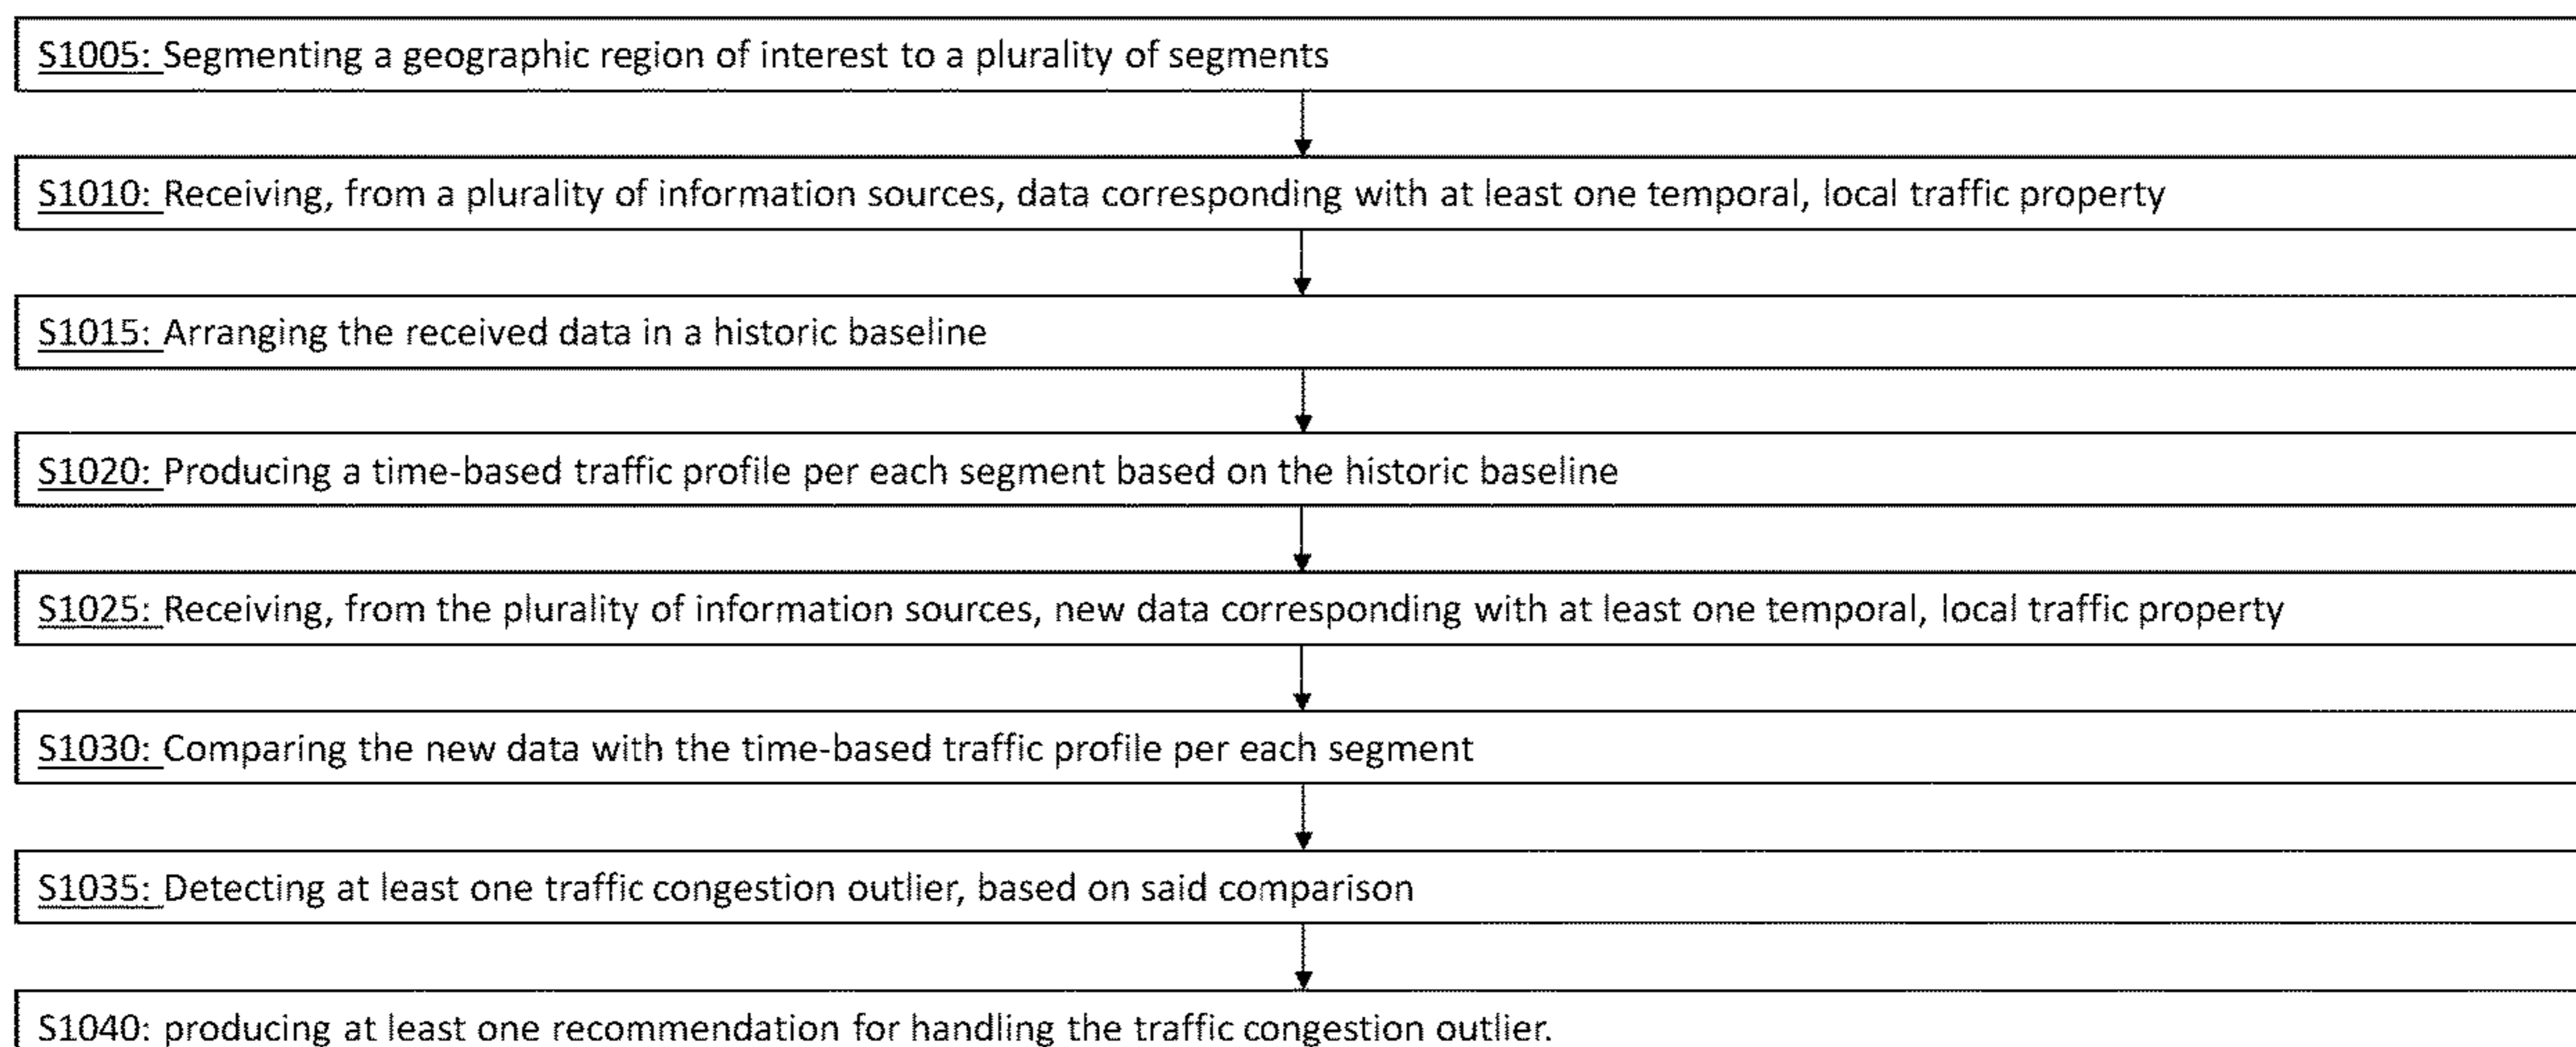 S1005: Segmenting a geographic region of interest to a plurality of segments
S1010: Receiving, from a plurality of information sources, data corresponding with at least one temporal, local traffic property
S1015: Arranging the received data in a historic baseline
S1020: Producing a time-based traffic profile per each segment based on the historic baseline
S1025: Receiving, from the plurality of information sources, new data corresponding with at least one temporal, local traffic property
S1030: Comparing the new data with the time-based traffic profile per each segment
S1035: Detecting at least one traffic congestion outlier, based on said comparison
S1040: producing at least one recommendation for handling the traffic congestion outlier.